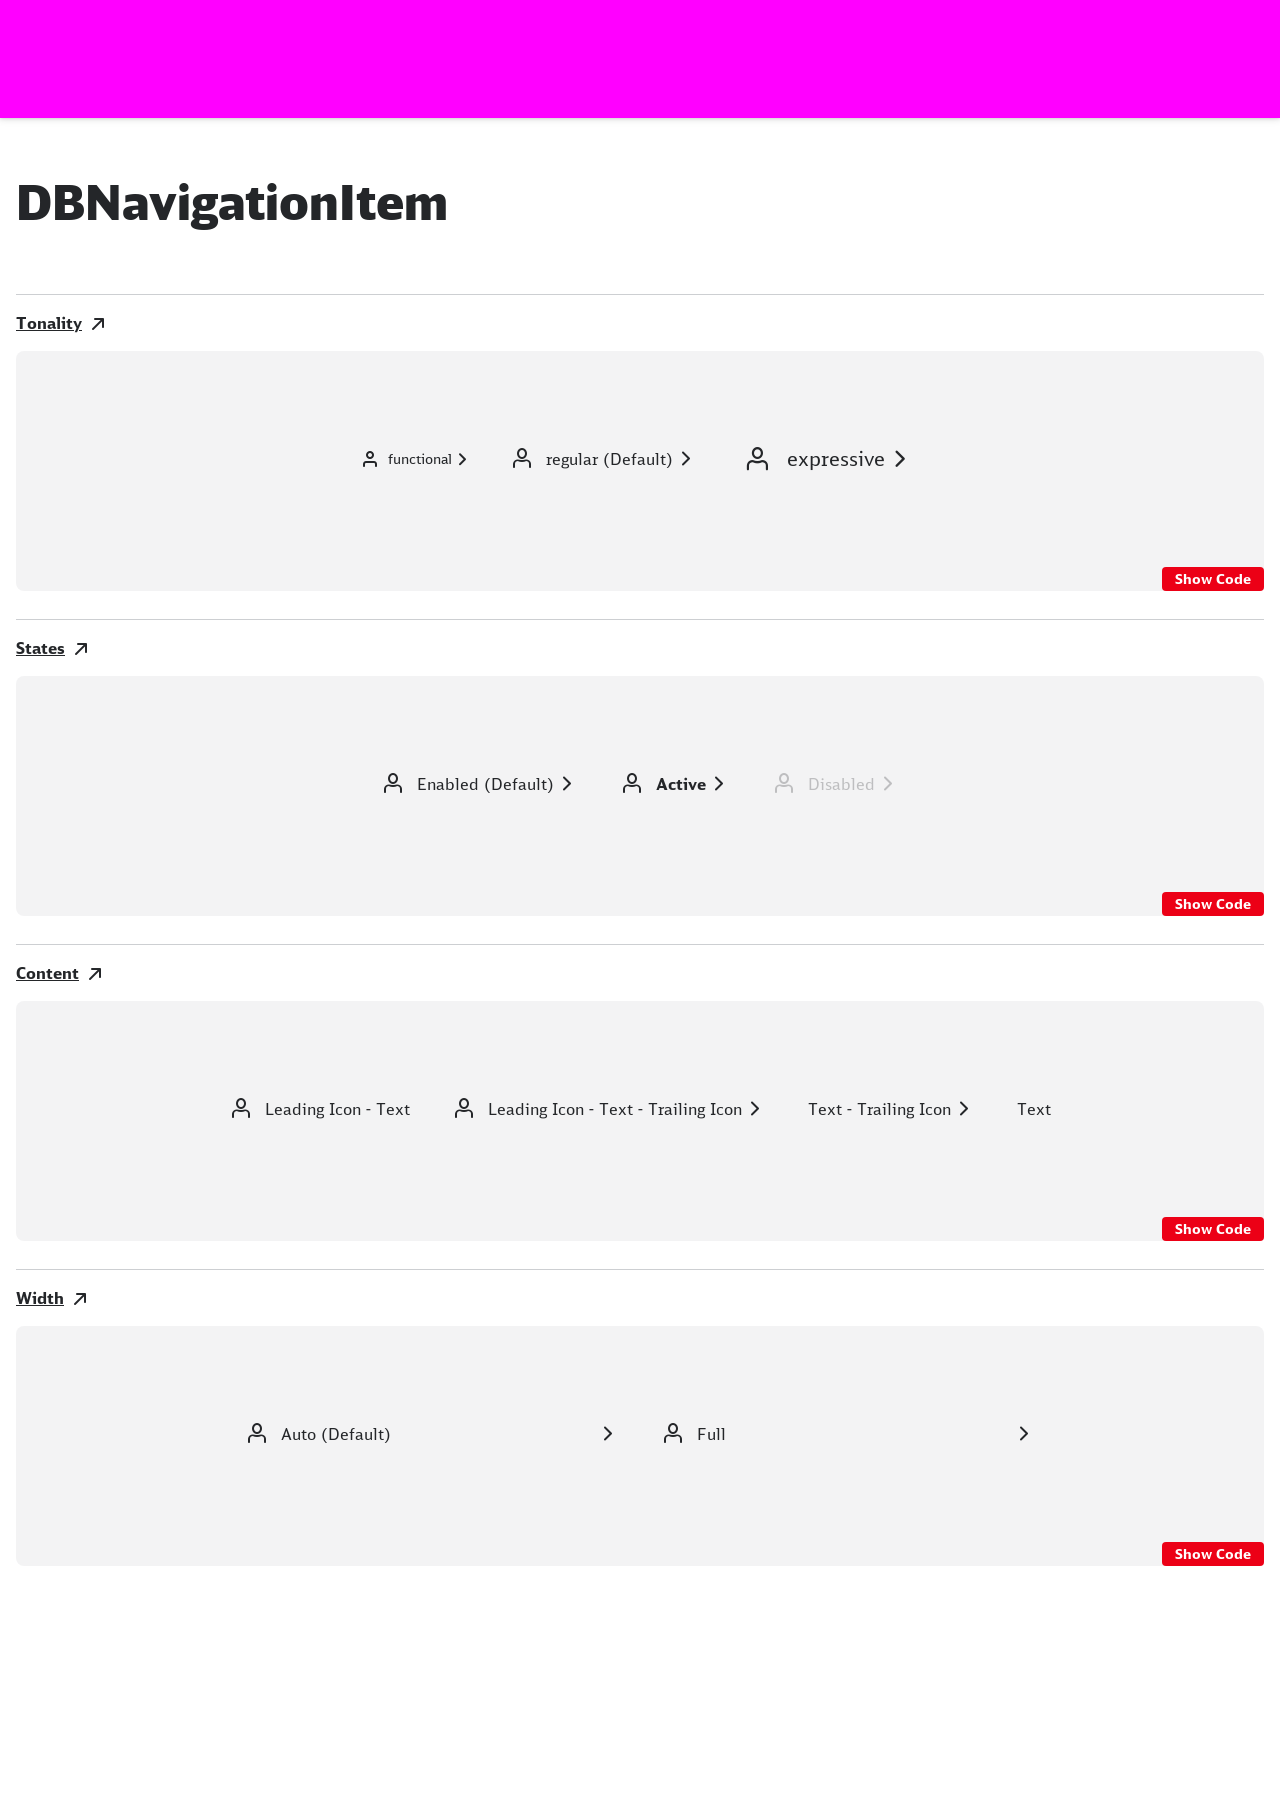 DBNavigationItem
Tonality
functional regular (Default) expressive
Show Code
States
Enabled (Default) Active Disabled
Show Code
Content
Leading Icon - Text Leading Icon - Text - Trailing Icon Text - Trailing Icon Text
Show Code
Width
Auto (Default) Full
Show Code